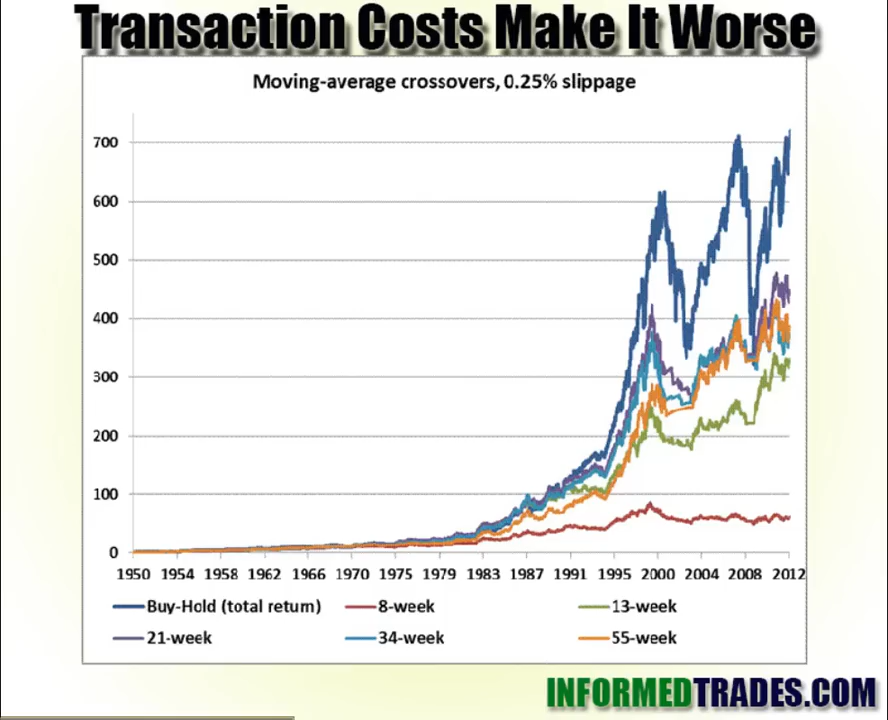 Transaction Costs Make It Worse
Moving-average crossovers, 0.25% slippage
700
600
500
400
300
200
100
0
1950 1954 1958 1962 1966 1970 1975 1979 1983 1987 1991 1995 2000 2004 2008 2012
Buy-Hold (total return) 8-week 13-week
21-week 34-week 55-week
INFORMEDTRADES.COM